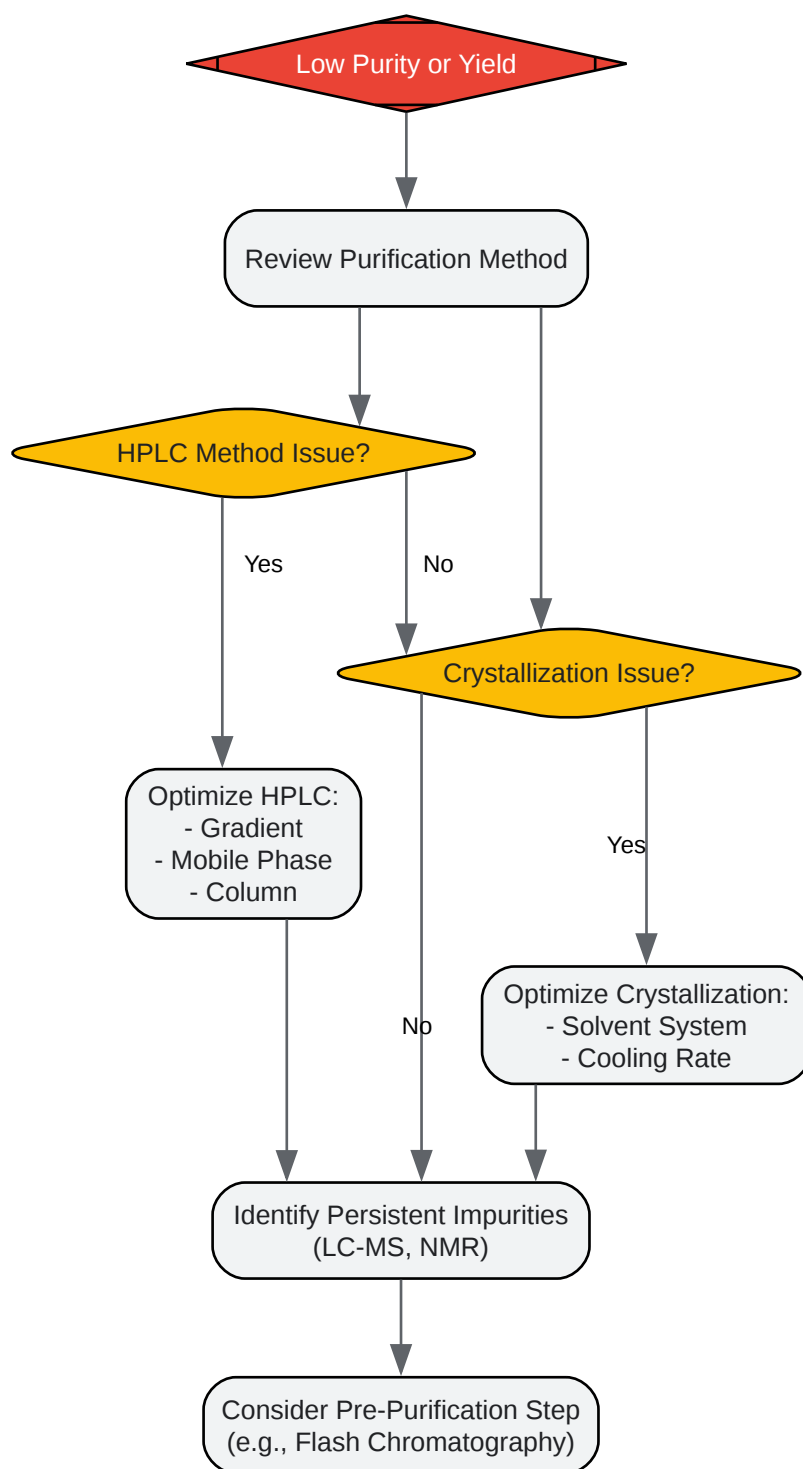 Low Purity or Yield
Review Purification Method
HPLC Method Issue?
Yes
No
Crystallization Issue?
Optimize HPLC:
- Gradient
- Mobile Phase
- Column
Yes
Optimize Crystallization:
- Solvent System
- Cooling Rate
No
Identify Persistent Impurities
(LC-MS, NMR)
Consider Pre-Purification Step
(e.g., Flash Chromatography)